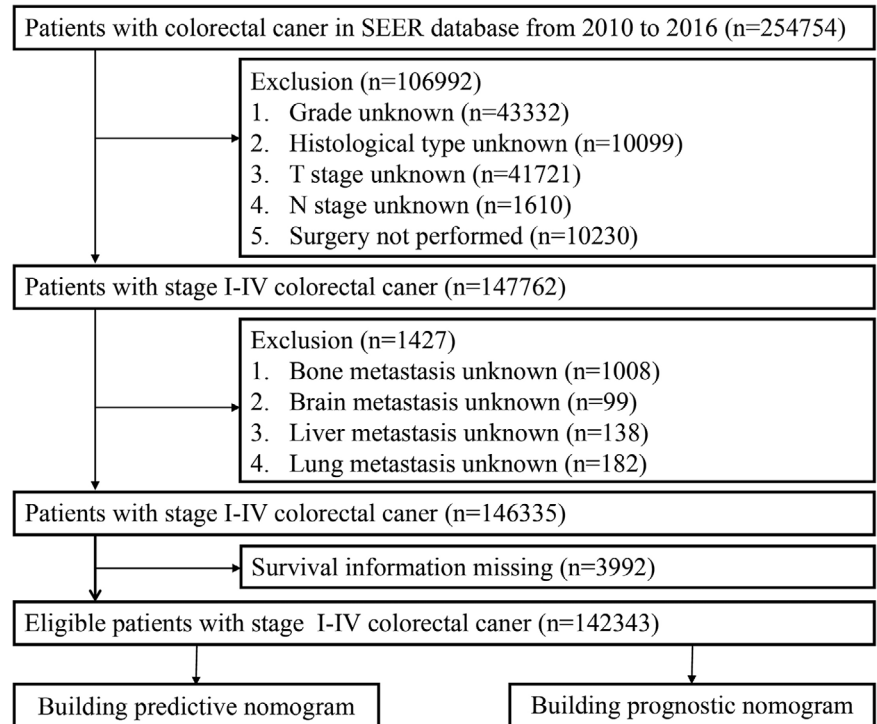 Patients with colorectal caner in SEER database from 2010 to 2016 (n=254754)
Exclusion (n=106992)
1. Grade unknown (n=43332)
2. Histological type unknown (n=10099)
3. T stage unknown (n=41721)
4. N stage unknown (n=1610)
5. Surgery not performed (n=10230)
Patients with stage I-IV colorectal caner (n=147762)
Exclusion (n=1427)
1. Bone metastasis unknown (n=1008)
2. Brain metastasis unknown (n=99)
3. Liver metastasis unknown (n=138)
4. Lung metastasis unknown (n=182)
Patients with stage I-IV colorectal caner (n=146335)
Survival information missing (n=3992)
Eligible patients with stage I-IV colorectal caner (n=142343)
Building predictive nomogram
Building prognostic nomogram